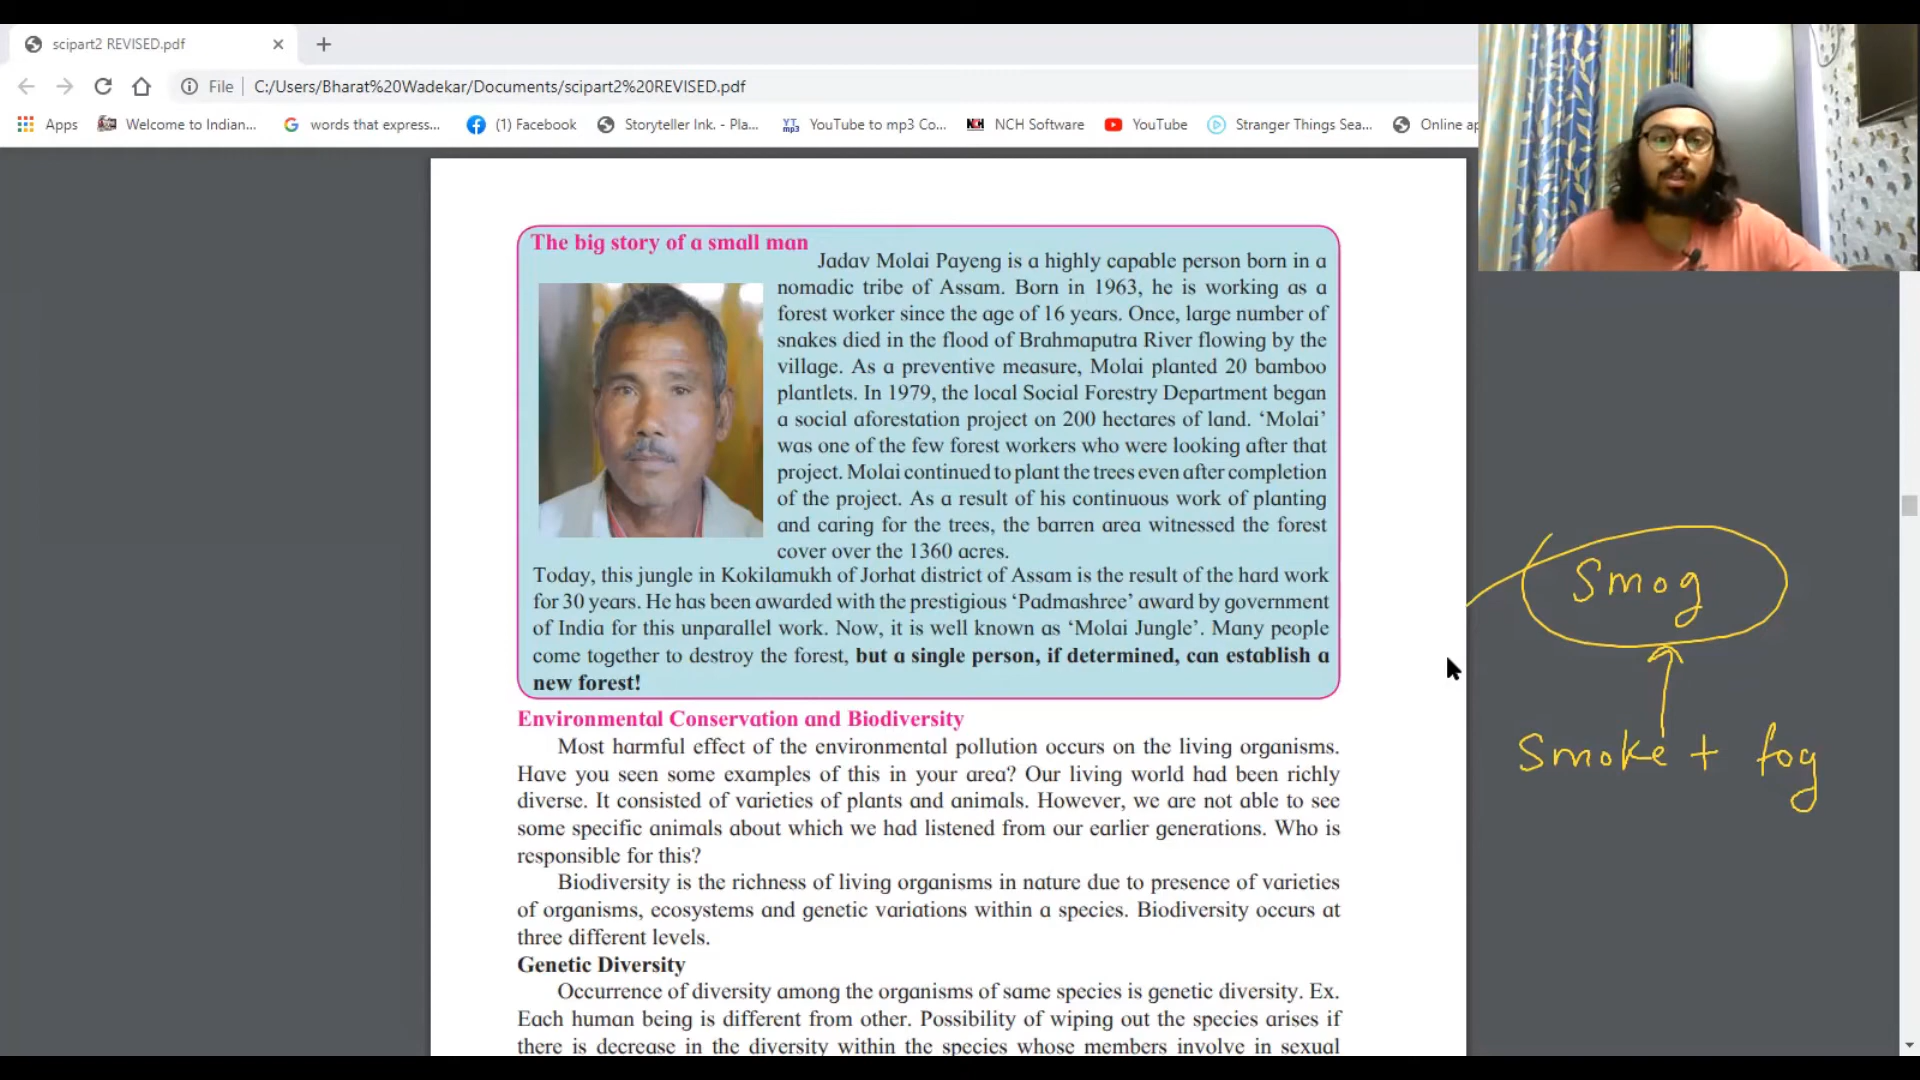 scipart2 REVISED.pdf
File C:/Users/Bharat%20Wadekar/Documents/scipart2%20REVISED.pdf
Apps Welcome to Indian... words that express... (1) Facebook Storyteller Ink. - Pla... YT mp3 YouTube to mp3 Co... NCH NCH Software YouTube Stranger Things Sea... Online ap
The big story of a small man
Jadav Molai Payeng is a highly capable person born in a
nomadic tribe of Assam. Born in 1963, he is working as a
forest worker since the age of 16 years. Once, large number of
snakes died in the flood of Brahmaputra River flowing by the
village. As a preventive measure, Molai planted 20 bamboo
plantlets. In 1979, the local Social Forestry Department began
a social aforestation project on 200 hectares of land. ‘Molai’
was one of the few forest workers who were looking after that
project. Molai continued to plant the trees even after completion
of the project. As a result of his continuous work of planting
and caring for the trees, the barren area witnessed the forest
cover over the 1360 acres.
Today, this jungle in Kokilamukh of Jorhat district of Assam is the result of the hard work
for 30 years. He has been awarded with the prestigious ‘Padmashree’ award by government
of India for this unparallel work. Now, it is well known as ‘Molai Jungle’. Many people
come together to destroy the forest, but a single person, if determined, can establish a
new forest!
Smog
Smoke + fog
Environmental Conservation and Biodiversity
Most harmful effect of the environmental pollution occurs on the living organisms.
Have you seen some examples of this in your area? Our living world had been richly
diverse. It consisted of varieties of plants and animals. However, we are not able to see
some specific animals about which we had listened from our earlier generations. Who is
responsible for this?
Biodiversity is the richness of living organisms in nature due to presence of varieties
of organisms, ecosystems and genetic variations within a species. Biodiversity occurs at
three different levels.
Genetic Diversity
Occurrence of diversity among the organisms of same species is genetic diversity. Ex.
Each human being is different from other. Possibility of wiping out the species arises if
there is decrease in the diversity within the species whose members involve in sexual